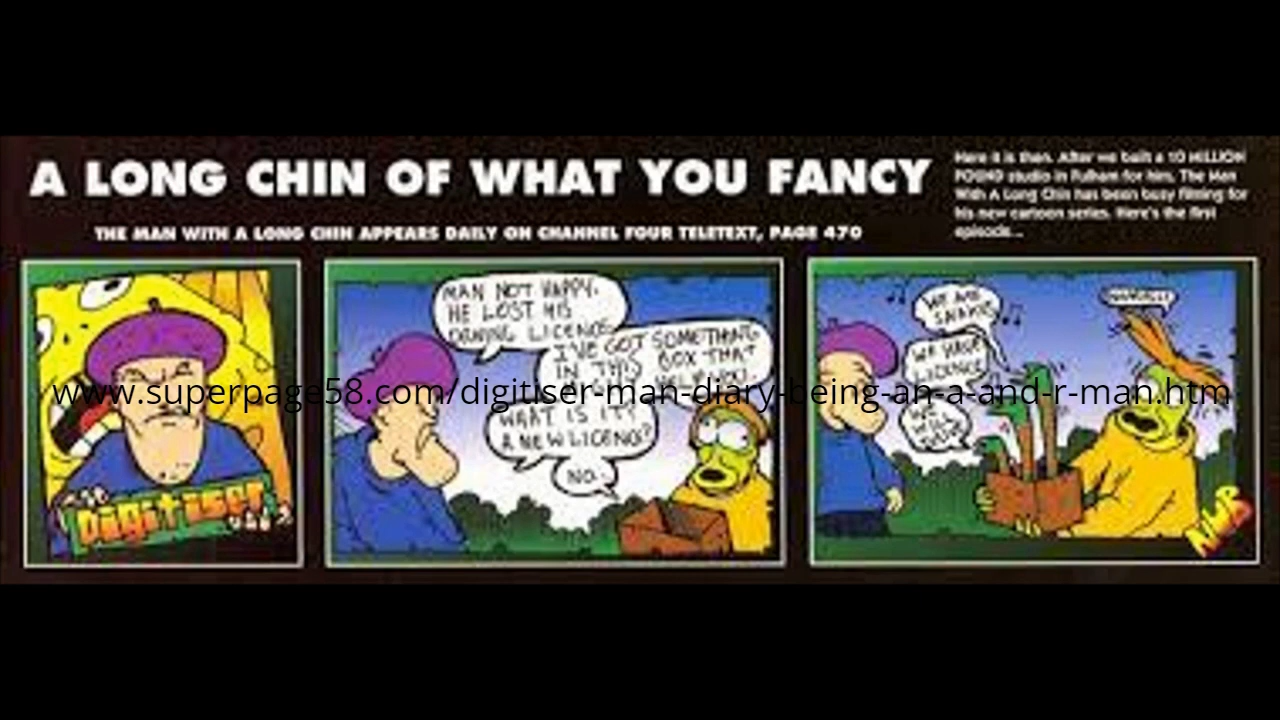 A LONG CHIN OF WHAT YOU FANCY
THE MAN WITH A LONG CHIN APPEARS DAILY ON CHANNEL FOUR TELETEXT, PAGE 470
Here it is then. After we built a 10 MILLION
POUND studio in Fulham for him, The Man
With A Long Chin has been busy filming for
his new cartoon series. Here's the first
episode...
Digitiser
MAN NOT HAPPY.
HE LOST HIS
LICENCE
I'VE GOT SOMETHING
IN THIS BOX THAT
WHAT IS IT?
A NEW LICENCE?
NO.
WE ARE
SNAKES
WE HAVE
LICENCE
WE
WILL
www.superpage58.com/digitiser-man-diary-being-an-a-and-r-man.htm